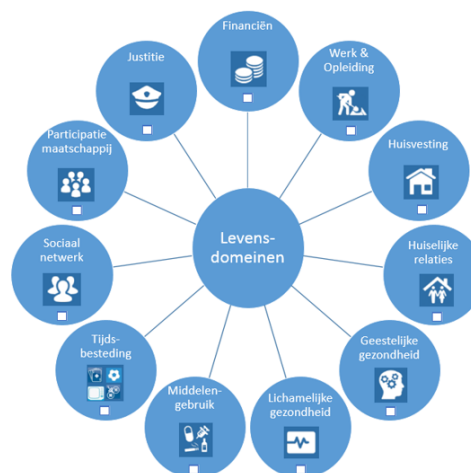 Financiën
Werk &
Opleiding
Huisvesting
Huiselijke
relaties
Geestelijke
gezondheid
Lichamelijke
gezondheid
Middelen-
gebruik
Tijds-
besteding
Sociaal
netwerk
Participatie
maatschappij
Justitie
Levens-
domeinen